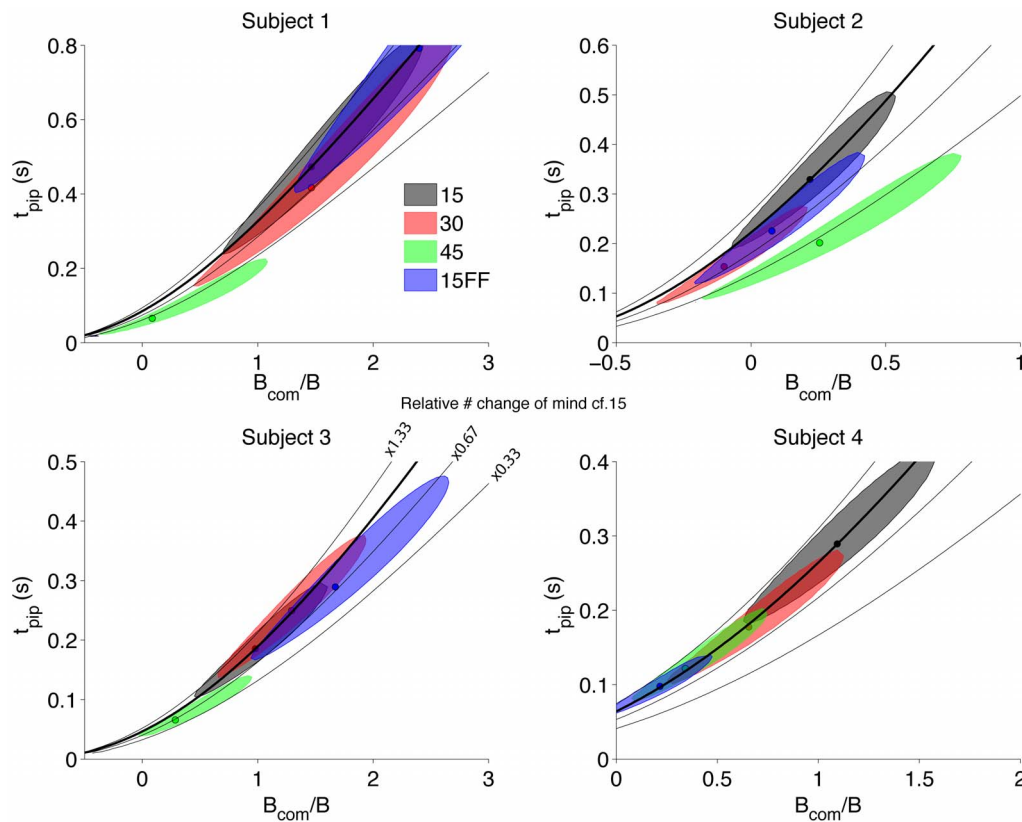 Subject 1
Subject 2
0.8
0.6
0.4
0.2
0
t_pip (s)
0
1
2
3
B_com/B
15
30
45
15FF
0.6
0.5
0.4
0.3
0.2
0.1
0
t_pip (s)
−0.5
0
0.5
1
B_com/B
Relative # change of mind cf.15
Subject 3
Subject 4
x1.33
x0.67
x0.33
0.5
0.4
0.3
0.2
0.1
0
t_pip (s)
0
1
2
3
B_com/B
0.4
0.3
0.2
0.1
0
t_pip (s)
0
0.5
1
1.5
2
B_com/B